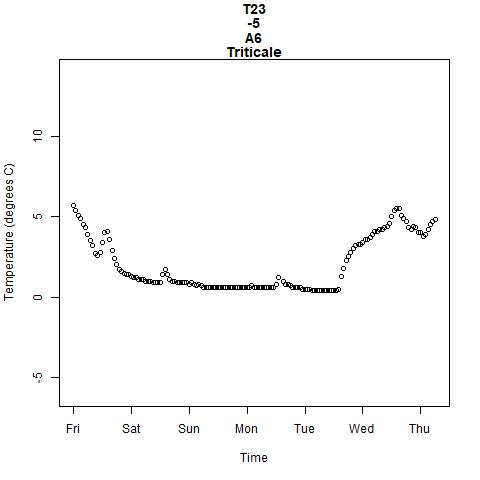 T23
-5
A6
Triticale
Temperature (degrees C)
10
5
0
-5
Fri Sat Sun Mon Tue Wed Thu
Time